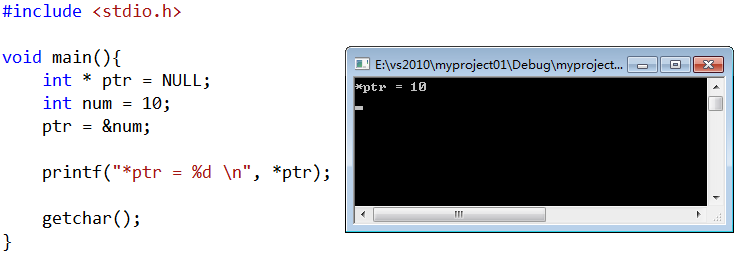 #include <stdio.h>
void main(){
    int * ptr = NULL;
    int num = 10;
    ptr = &num;
    printf("*ptr = %d \n", *ptr);
    getchar();
}
E:\vs2010\myproject01\Debug\myproject...
*ptr = 10